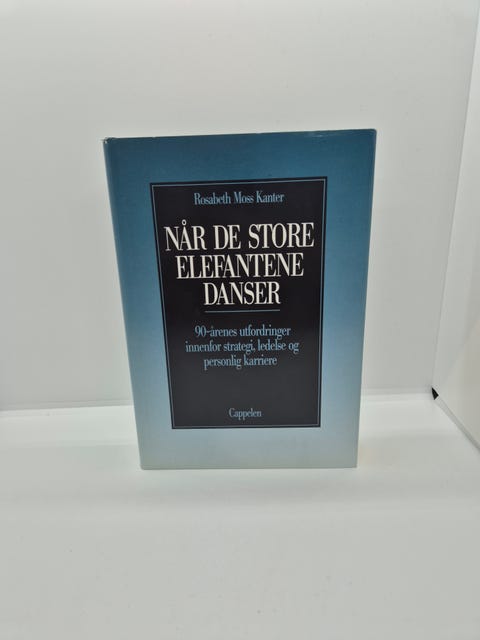 Rosabeth Moss Kanter
NÅR DE STORE
ELEFANTENE
DANSER
90-årenes utfordringer
innenfor strategi, ledelse og
personlig karriere
Cappelen